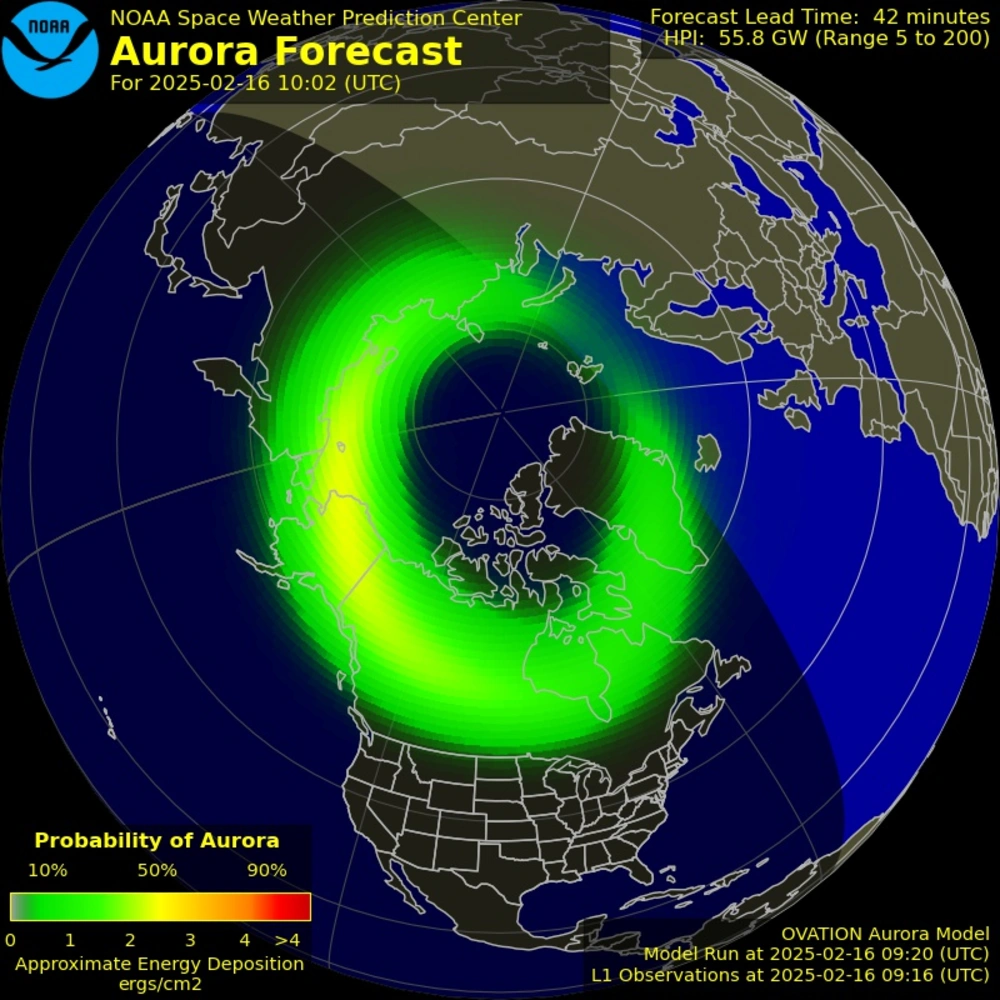 NOAA
NOAA Space Weather Prediction Center
Aurora Forecast
For 2025-02-16 10:02 (UTC)
Forecast Lead Time: 42 minutes
HPI: 55.8 GW (Range 5 to 200)
Probability of Aurora
10% 50% 90%
0 1 2 3 4 >4
Approximate Energy Deposition
ergs/cm2
OVATION Aurora Model
Model Run at 2025-02-16 09:20 (UTC)
L1 Observations at 2025-02-16 09:16 (UTC)